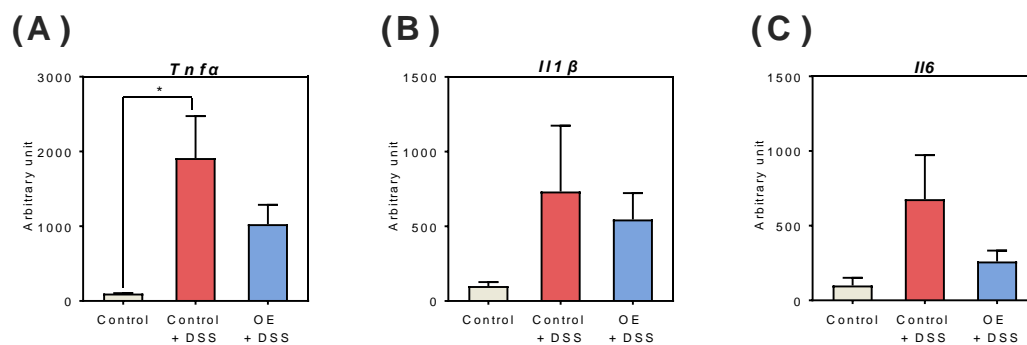 (A)
Tnfα
3000
2000
1000
0
Arbitrary unit
*
Control
Control
+ DSS
OE
+ DSS
(B)
Il1β
1500
1000
500
0
Arbitrary unit
Control
Control
+ DSS
OE
+ DSS
(C)
Il6
1500
1000
500
0
Arbitrary unit
Control
Control
+ DSS
OE
+ DSS